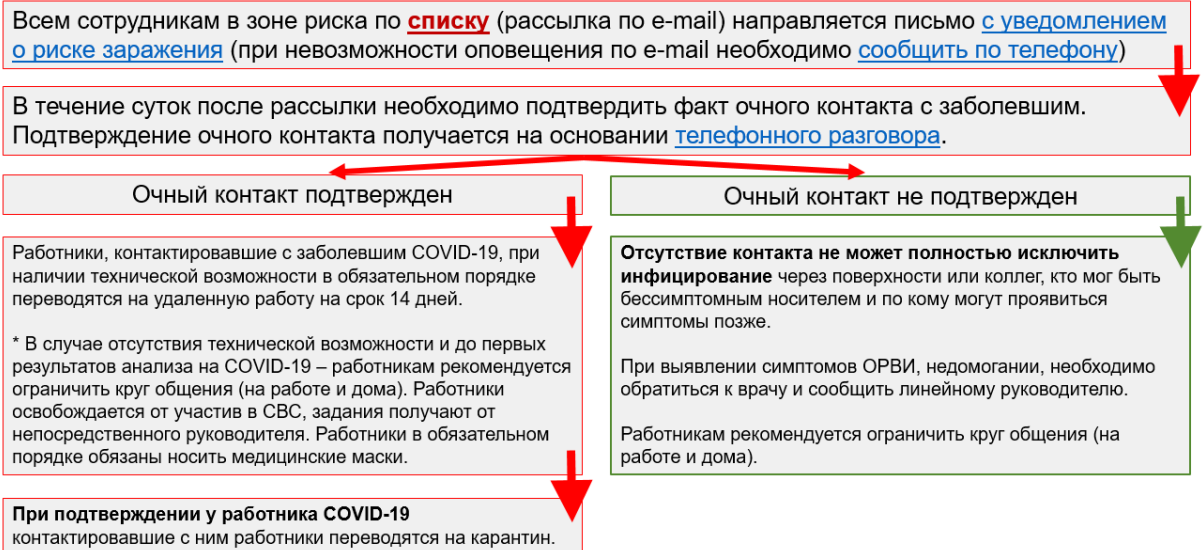 Всем сотрудникам в зоне риска по списку (рассылка по e-mail) направляется письмо с уведомлением
о риске заражения (при невозможности оповещения по e-mail необходимо сообщить по телефону)
В течение суток после рассылки необходимо подтвердить факт очного контакта с заболевшим.
Подтверждение очного контакта получается на основании телефонного разговора.
Очный контакт подтвержден
Работники, контактировавшие с заболевшим COVID-19, при
наличии технической возможности в обязательном порядке
переводятся на удаленную работу на срок 14 дней.
* В случае отсутствия технической возможности и до первых
результатов анализа на COVID-19 – работникам рекомендуется
ограничить круг общения (на работе и дома). Работники
освобождается от участив в СВС, задания получают от
непосредственного руководителя. Работники в обязательном
порядке обязаны носить медицинские маски.
При подтверждении у работника COVID-19
контактировавшие с ним работники переводятся на карантин.
Очный контакт не подтвержден
Отсутствие контакта не может полностью исключить
инфицирование через поверхности или коллег, кто мог быть
бессимптомным носителем и по кому могут проявиться
симптомы позже.
При выявлении симптомов ОРВИ, недомогании, необходимо
обратиться к врачу и сообщить линейному руководителю.
Работникам рекомендуется ограничить круг общения (на
работе и дома).